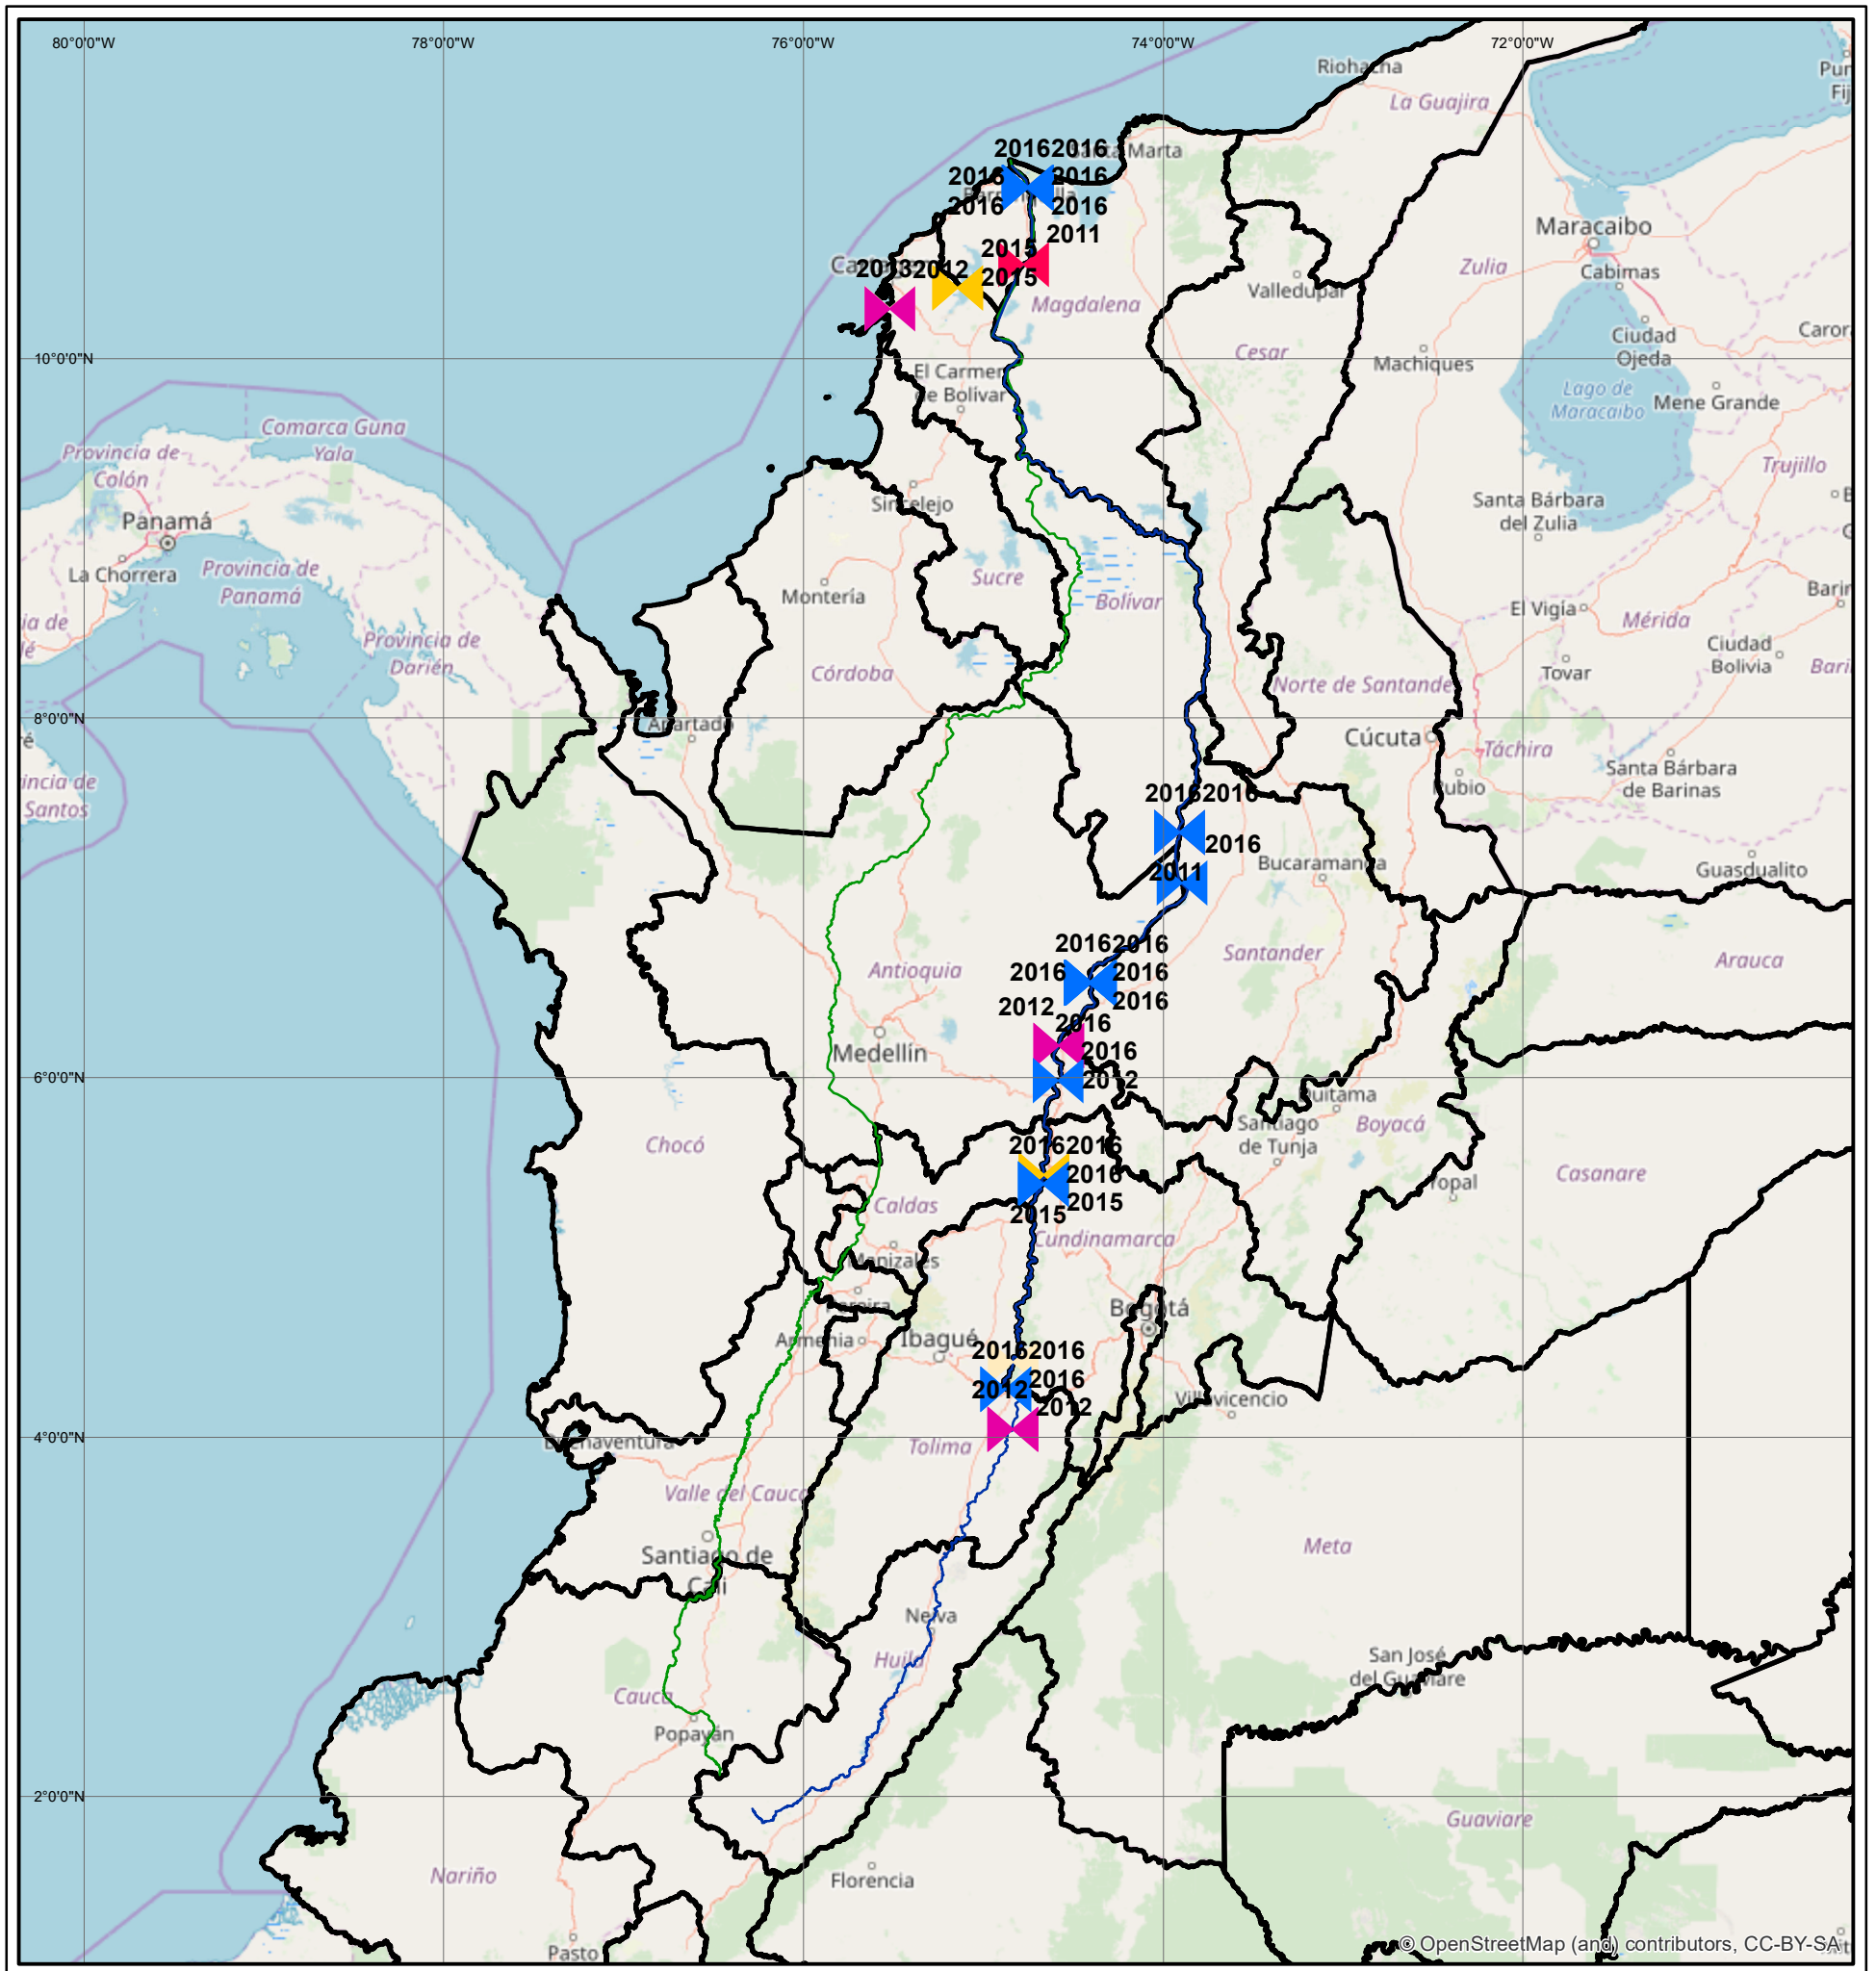 80°0'0"W
78°0'0"W
76°0'0"W
74°0'0"W
72°0'0"W
Riohacha
La Guajira
20162016
Santa Marta
2016
2016
2016
2016
2011
2015
2015
20132012
Magdalena
Maracaibo
Cabimas
Zulia
Valledupar
Ciudad
Ojeda
Machiques
Cesar
Lago de
Maracaibo
Mene Grande
Trujillo
10°0'0"N
El Carmen
de Bolívar
Comarca Guna
Yala
Provincia de
Colón
Panamá
La Chorrera
Provincia de
Panamá
Provincia de
Darién
Sincelejo
Sucre
Montería
Bolívar
Córdoba
Santa Bárbara
del Zulia
El Vigía
Mérida
Ciudad
Bolivia
Tovar
Norte de Santander
8°0'0"N
Apartadó
Cúcuta
Táchira
Rubio
Santa Bárbara
de Barinas
20162016
2016
2011
Bucaramanga
Guasdualito
20162016
2016
2016
2016
2012
2016
2016
2012
Santander
Arauca
Antioquia
Medellín
6°0'0"N
Duitama
Santiago
de Tunja
Boyacá
Chocó
20162016
2016
2015
2015
Yopal
Casanare
Caldas
Cundinamarca
Manizales
Pereira
Armenia
Ibagué
Bogotá
20162016
2016
2012
2012
Villavicencio
4°0'0"N
Buenaventura
Tolima
Valle del Cauca
Santiago de
Cali
Meta
Neiva
Huila
San José
del Guaviare
Cauca
Popayán
2°0'0"N
Guaviare
Nariño
Florencia
Pasto
© OpenStreetMap (and) contributors, CC-BY-SA